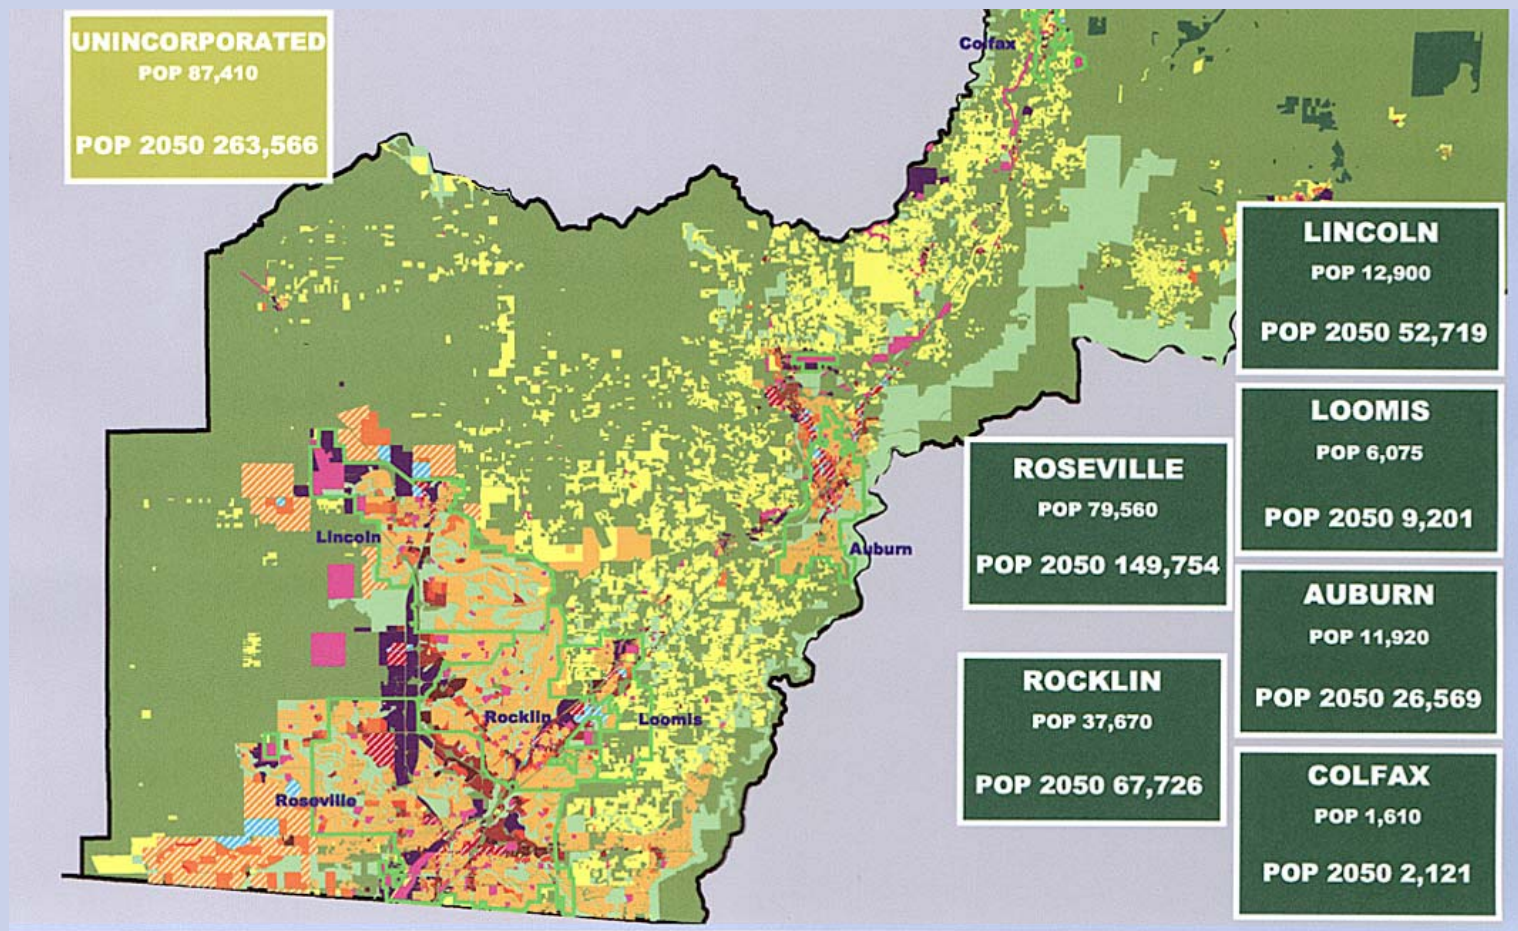 UNINCORPORATED
POP 87,410
POP 2050 263,566
Colfax
LINCOLN
POP 12,900
POP 2050 52,719
LOOMIS
POP 6,075
POP 2050 9,201
ROSEVILLE
POP 79,560
POP 2050 149,754
Lincoln
Auburn
AUBURN
POP 11,920
POP 2050 26,569
ROCKLIN
POP 37,670
POP 2050 67,726
Rocklin
Loomis
Roseville
COLFAX
POP 1,610
POP 2050 2,121